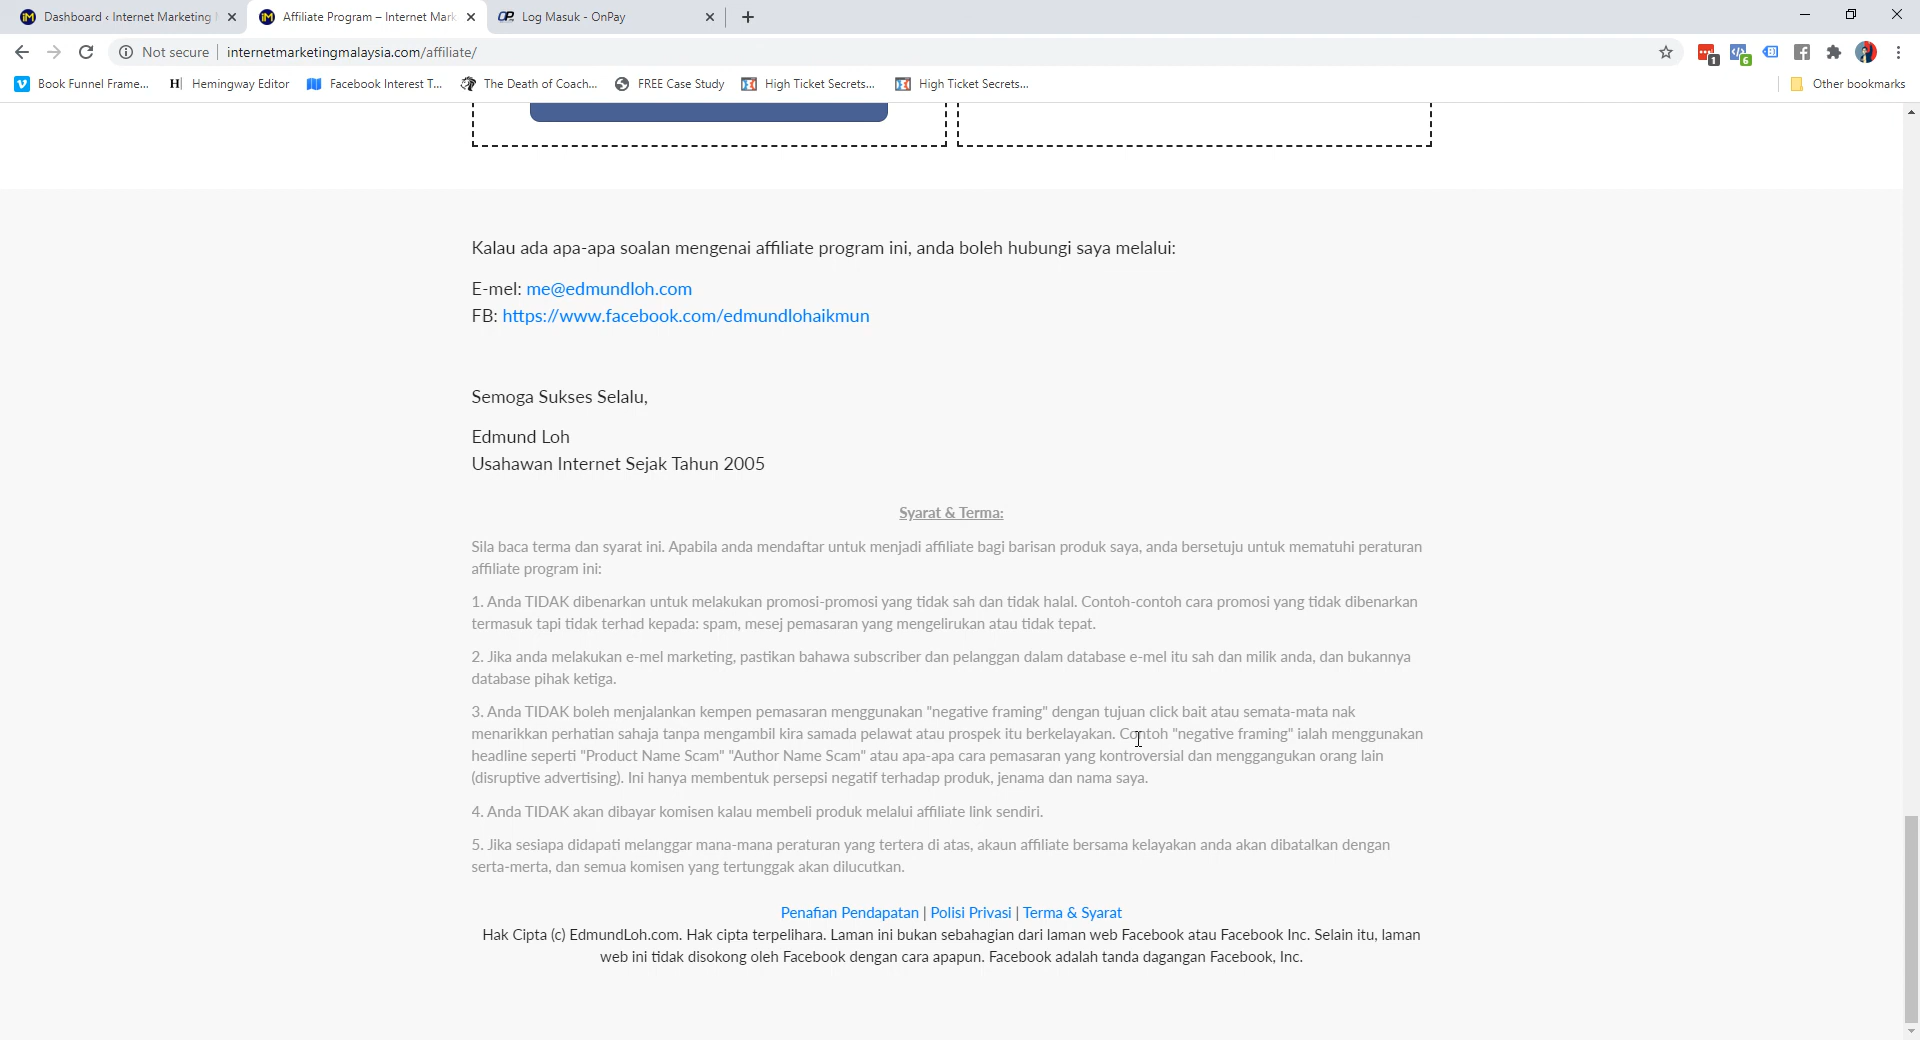 Dashboard ‹ Internet Marketing
Affiliate Program – Internet Mark
Log Masuk - OnPay
Not secure
internetmarketingmalaysia.com/affiliate/
1
6
Book Funnel Frame...
Hemingway Editor
Facebook Interest T...
The Death of Coach...
FREE Case Study
High Ticket Secrets...
High Ticket Secrets...
Other bookmarks
Kalau ada apa-apa soalan mengenai affiliate program ini, anda boleh hubungi saya melalui:
E-mel: me@edmundloh.com
FB: https://www.facebook.com/edmundlohaikmun
Semoga Sukses Selalu,
Edmund Loh
Usahawan Internet Sejak Tahun 2005
Syarat & Terma:
Sila baca terma dan syarat ini. Apabila anda mendaftar untuk menjadi affiliate bagi barisan produk saya, anda bersetuju untuk mematuhi peraturan
affiliate program ini:
1. Anda TIDAK dibenarkan untuk melakukan promosi-promosi yang tidak sah dan tidak halal. Contoh-contoh cara promosi yang tidak dibenarkan
termasuk tapi tidak terhad kepada: spam, mesej pemasaran yang mengelirukan atau tidak tepat.
2. Jika anda melakukan e-mel marketing, pastikan bahawa subscriber dan pelanggan dalam database e-mel itu sah dan milik anda, dan bukannya
database pihak ketiga.
3. Anda TIDAK boleh menjalankan kempen pemasaran menggunakan "negative framing" dengan tujuan click bait atau semata-mata nak
menarikkan perhatian sahaja tanpa mengambil kira samada pelawat atau prospek itu berkelayakan. Contoh "negative framing" ialah menggunakan
headline seperti "Product Name Scam" "Author Name Scam" atau apa-apa cara pemasaran yang kontroversial dan menggangukan orang lain
(disruptive advertising). Ini hanya membentuk persepsi negatif terhadap produk, jenama dan nama saya.
4. Anda TIDAK akan dibayar komisen kalau membeli produk melalui affiliate link sendiri.
5. Jika sesiapa didapati melanggar mana-mana peraturan yang tertera di atas, akaun affiliate bersama kelayakan anda akan dibatalkan dengan
serta-merta, dan semua komisen yang tertunggak akan dilucutkan.
Penafian Pendapatan | Polisi Privasi | Terma & Syarat
Hak Cipta (c) EdmundLoh.com. Hak cipta terpelihara. Laman ini bukan sebahagian dari laman web Facebook atau Facebook Inc. Selain itu, laman
web ini tidak disokong oleh Facebook dengan cara apapun. Facebook adalah tanda dagangan Facebook, Inc.